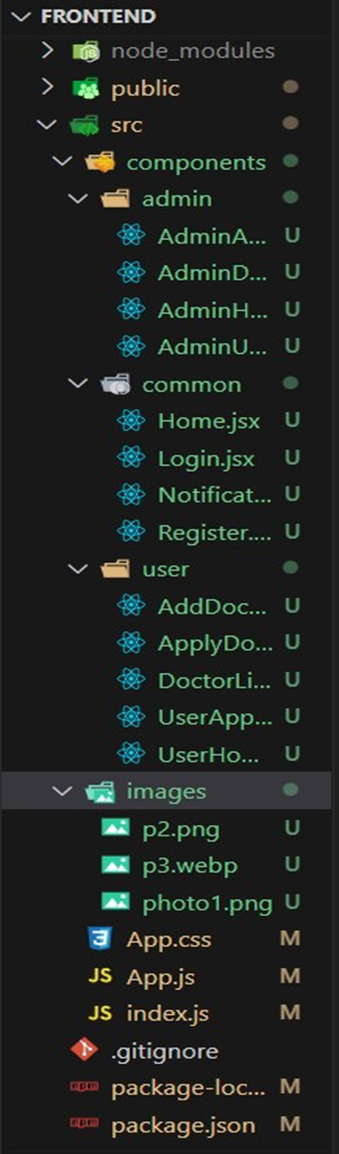 FRONTEND
node_modules
public
src
components
admin
AdminA... U
AdminD... U
AdminH... U
AdminU... U
common
Home.jsx U
Login.jsx U
Notificat... U
Register.... U
user
AddDoc... U
ApplyDo... U
DoctorLi... U
UserApp... U
UserHo... U
images
p2.png U
p3.webp U
photo1.png U
App.css M
JS App.js M
JS index.js M
.gitignore
package-loc... M
package.json M